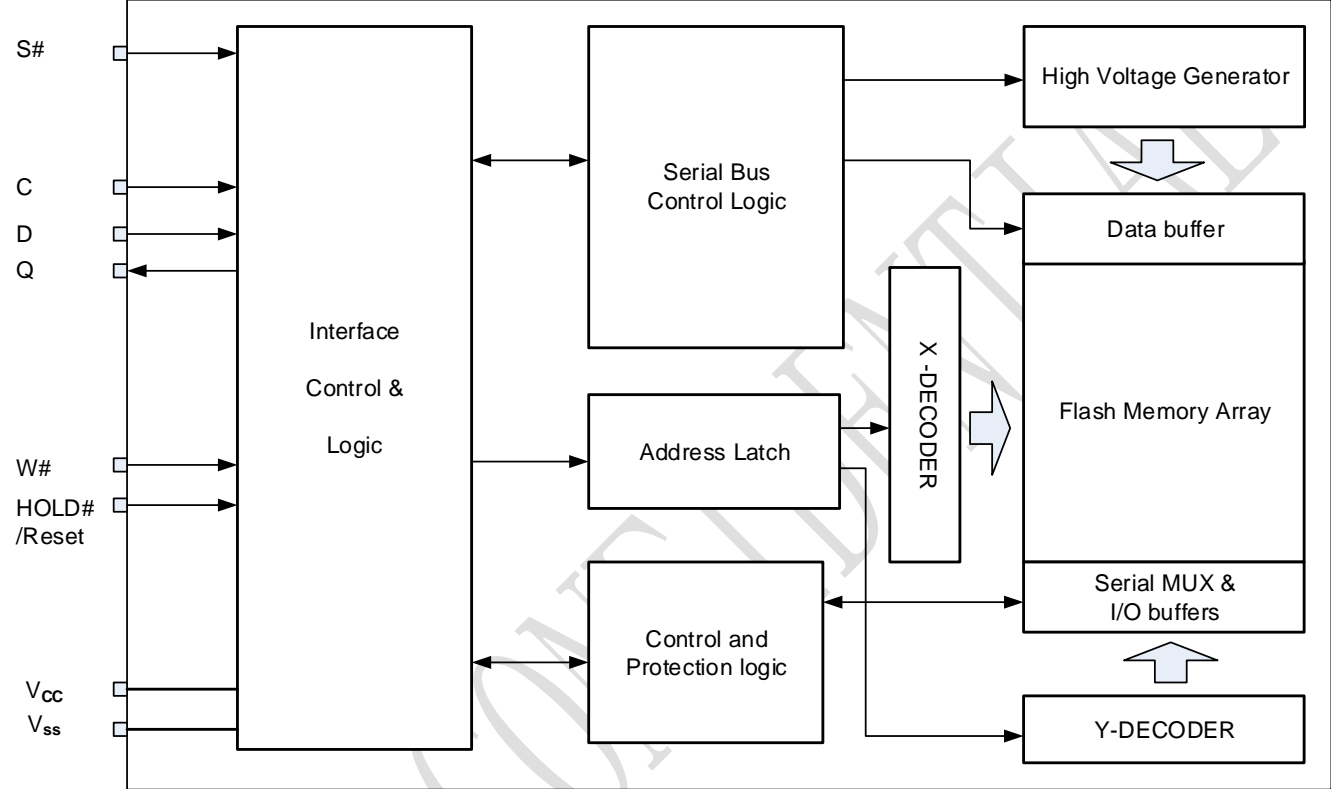 S#
C
D
Q
W#
HOLD#
/Reset
Vcc
Vss
Interface
Control &
Logic
Serial Bus
Control Logic
Address Latch
Control and
Protection logic
X -DECODER
High Voltage Generator
Data buffer
Flash Memory Array
Serial MUX &
I/O buffers
Y-DECODER
CONFIDENTIAL